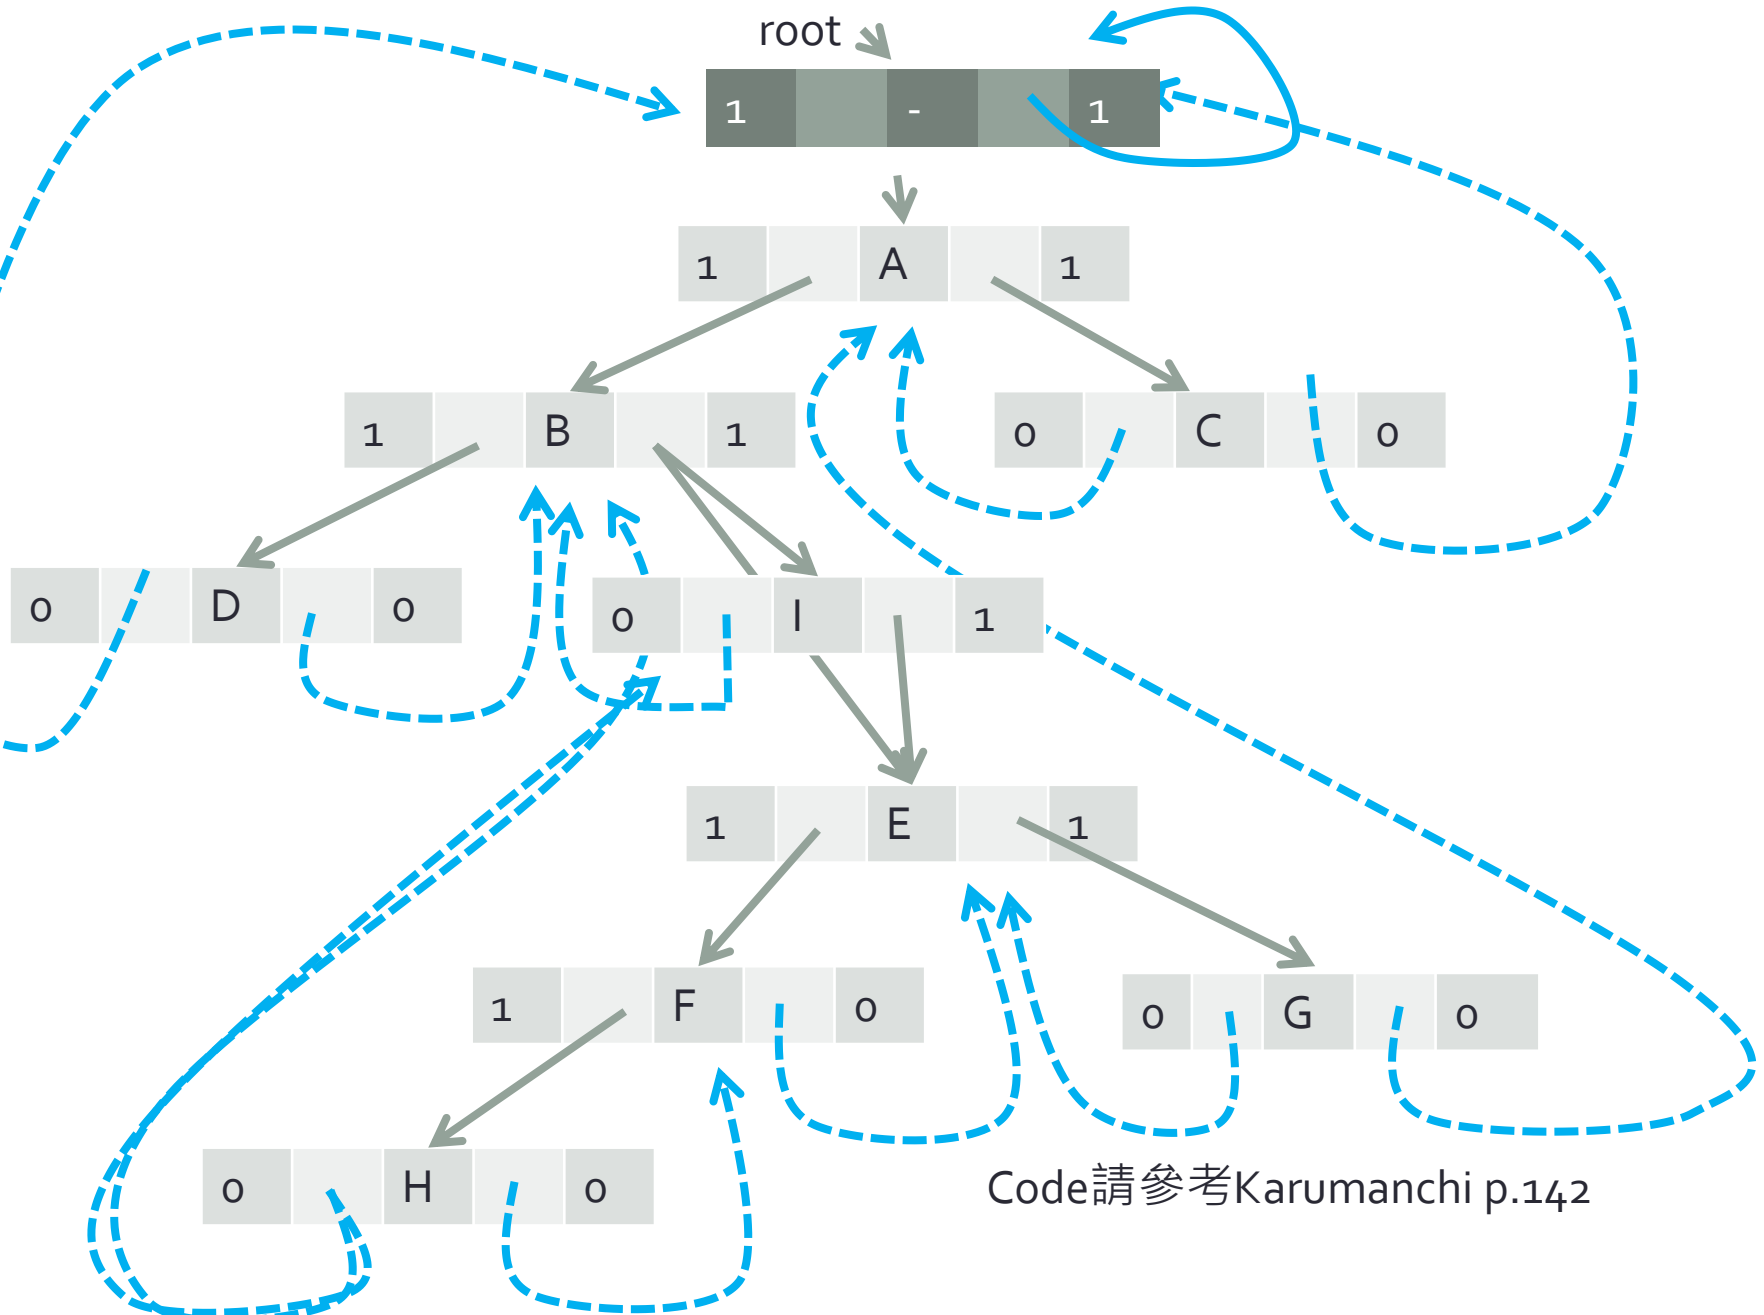 root
1 - 1
1 A 1
1 B 1
0 C 0
0 D 0
0 I 1
1 E 1
1 F 0
0 G 0
0 H 0
Code請參考Karumanchi p.142